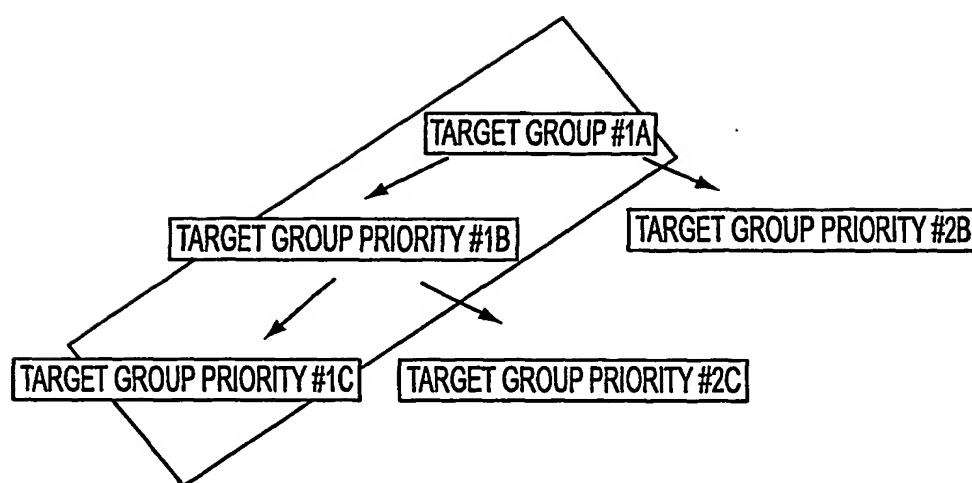 TARGET GROUP #1A
TARGET GROUP PRIORITY #1B
TARGET GROUP PRIORITY #2B
TARGET GROUP PRIORITY #1C
TARGET GROUP PRIORITY #2C